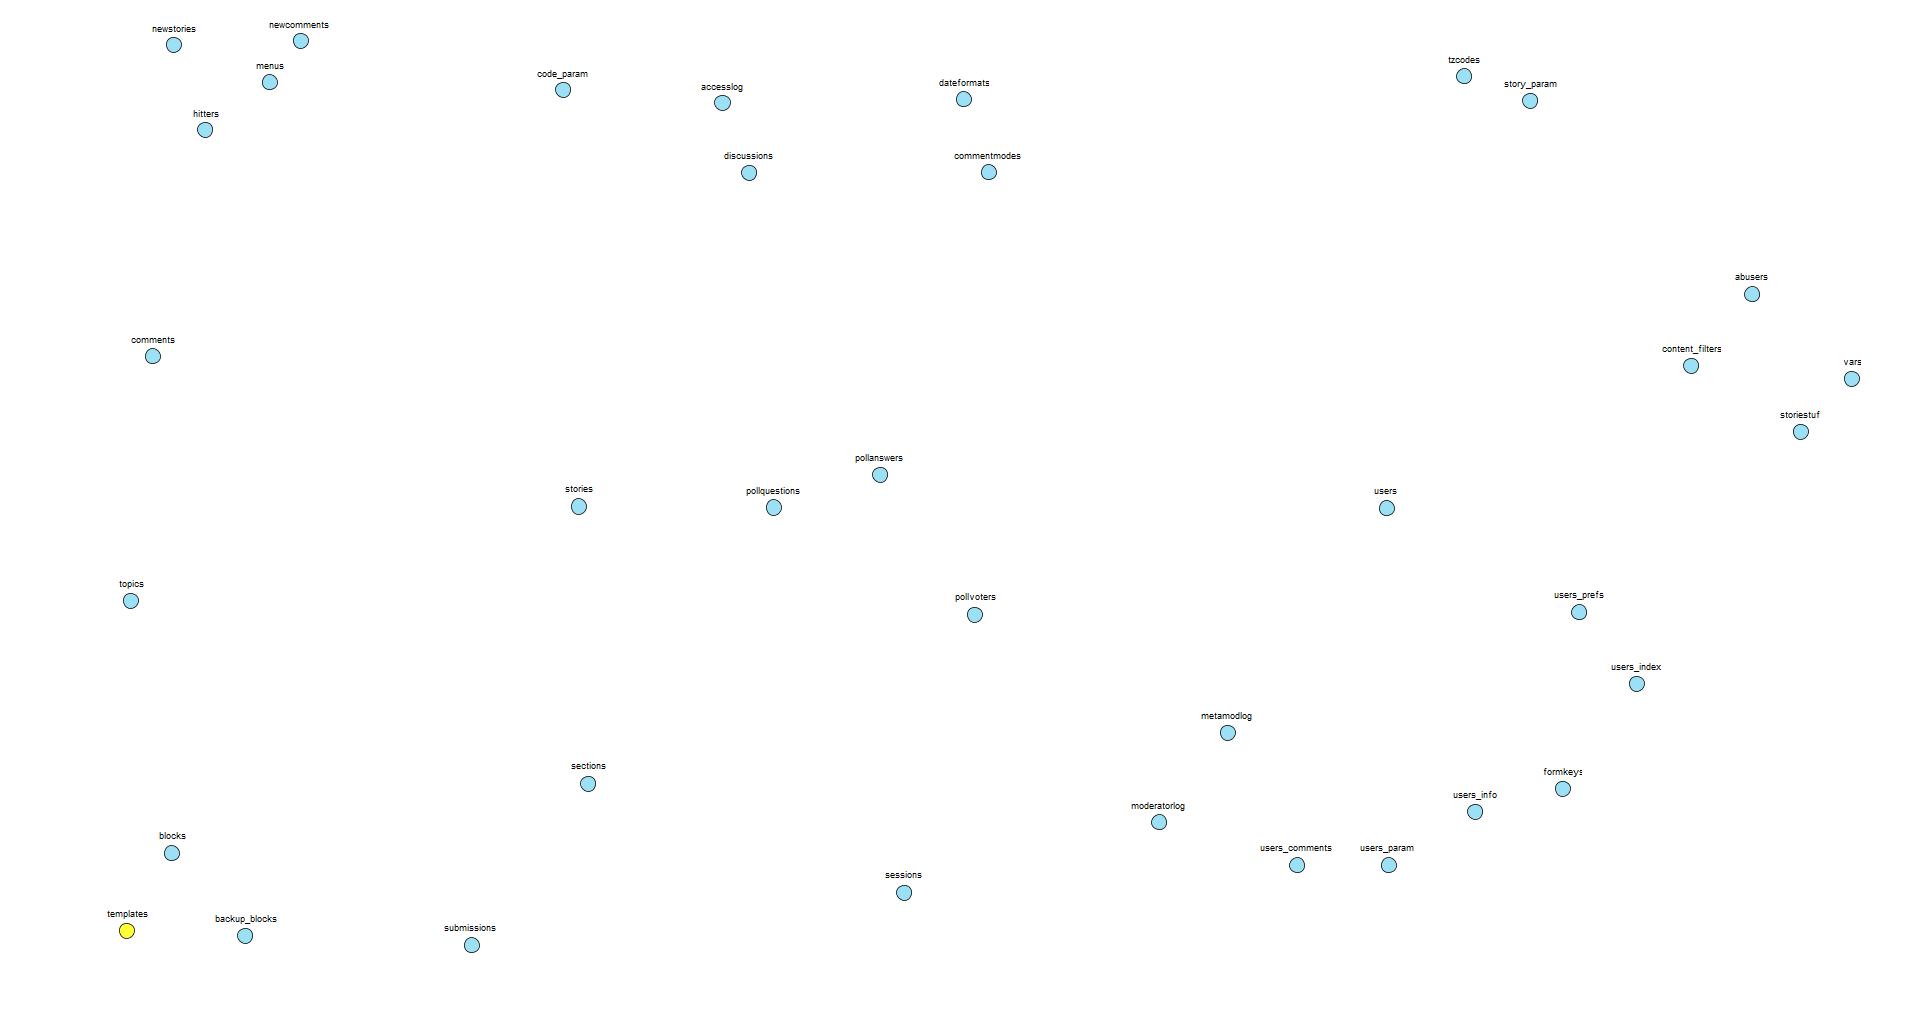 newstories
newcomments
menus
hitters
code_param
accesslog
dateformats
discussions
commentmodes
tzcodes
story_param
abusers
comments
content_filters
vars
storiestuf
pollanswers
stories
pollquestions
users
topics
pollvoters
users_prefs
users_index
metamodlog
sections
formkeys
users_info
moderatorlog
blocks
users_comments
users_param
sessions
templates
backup_blocks
submissions